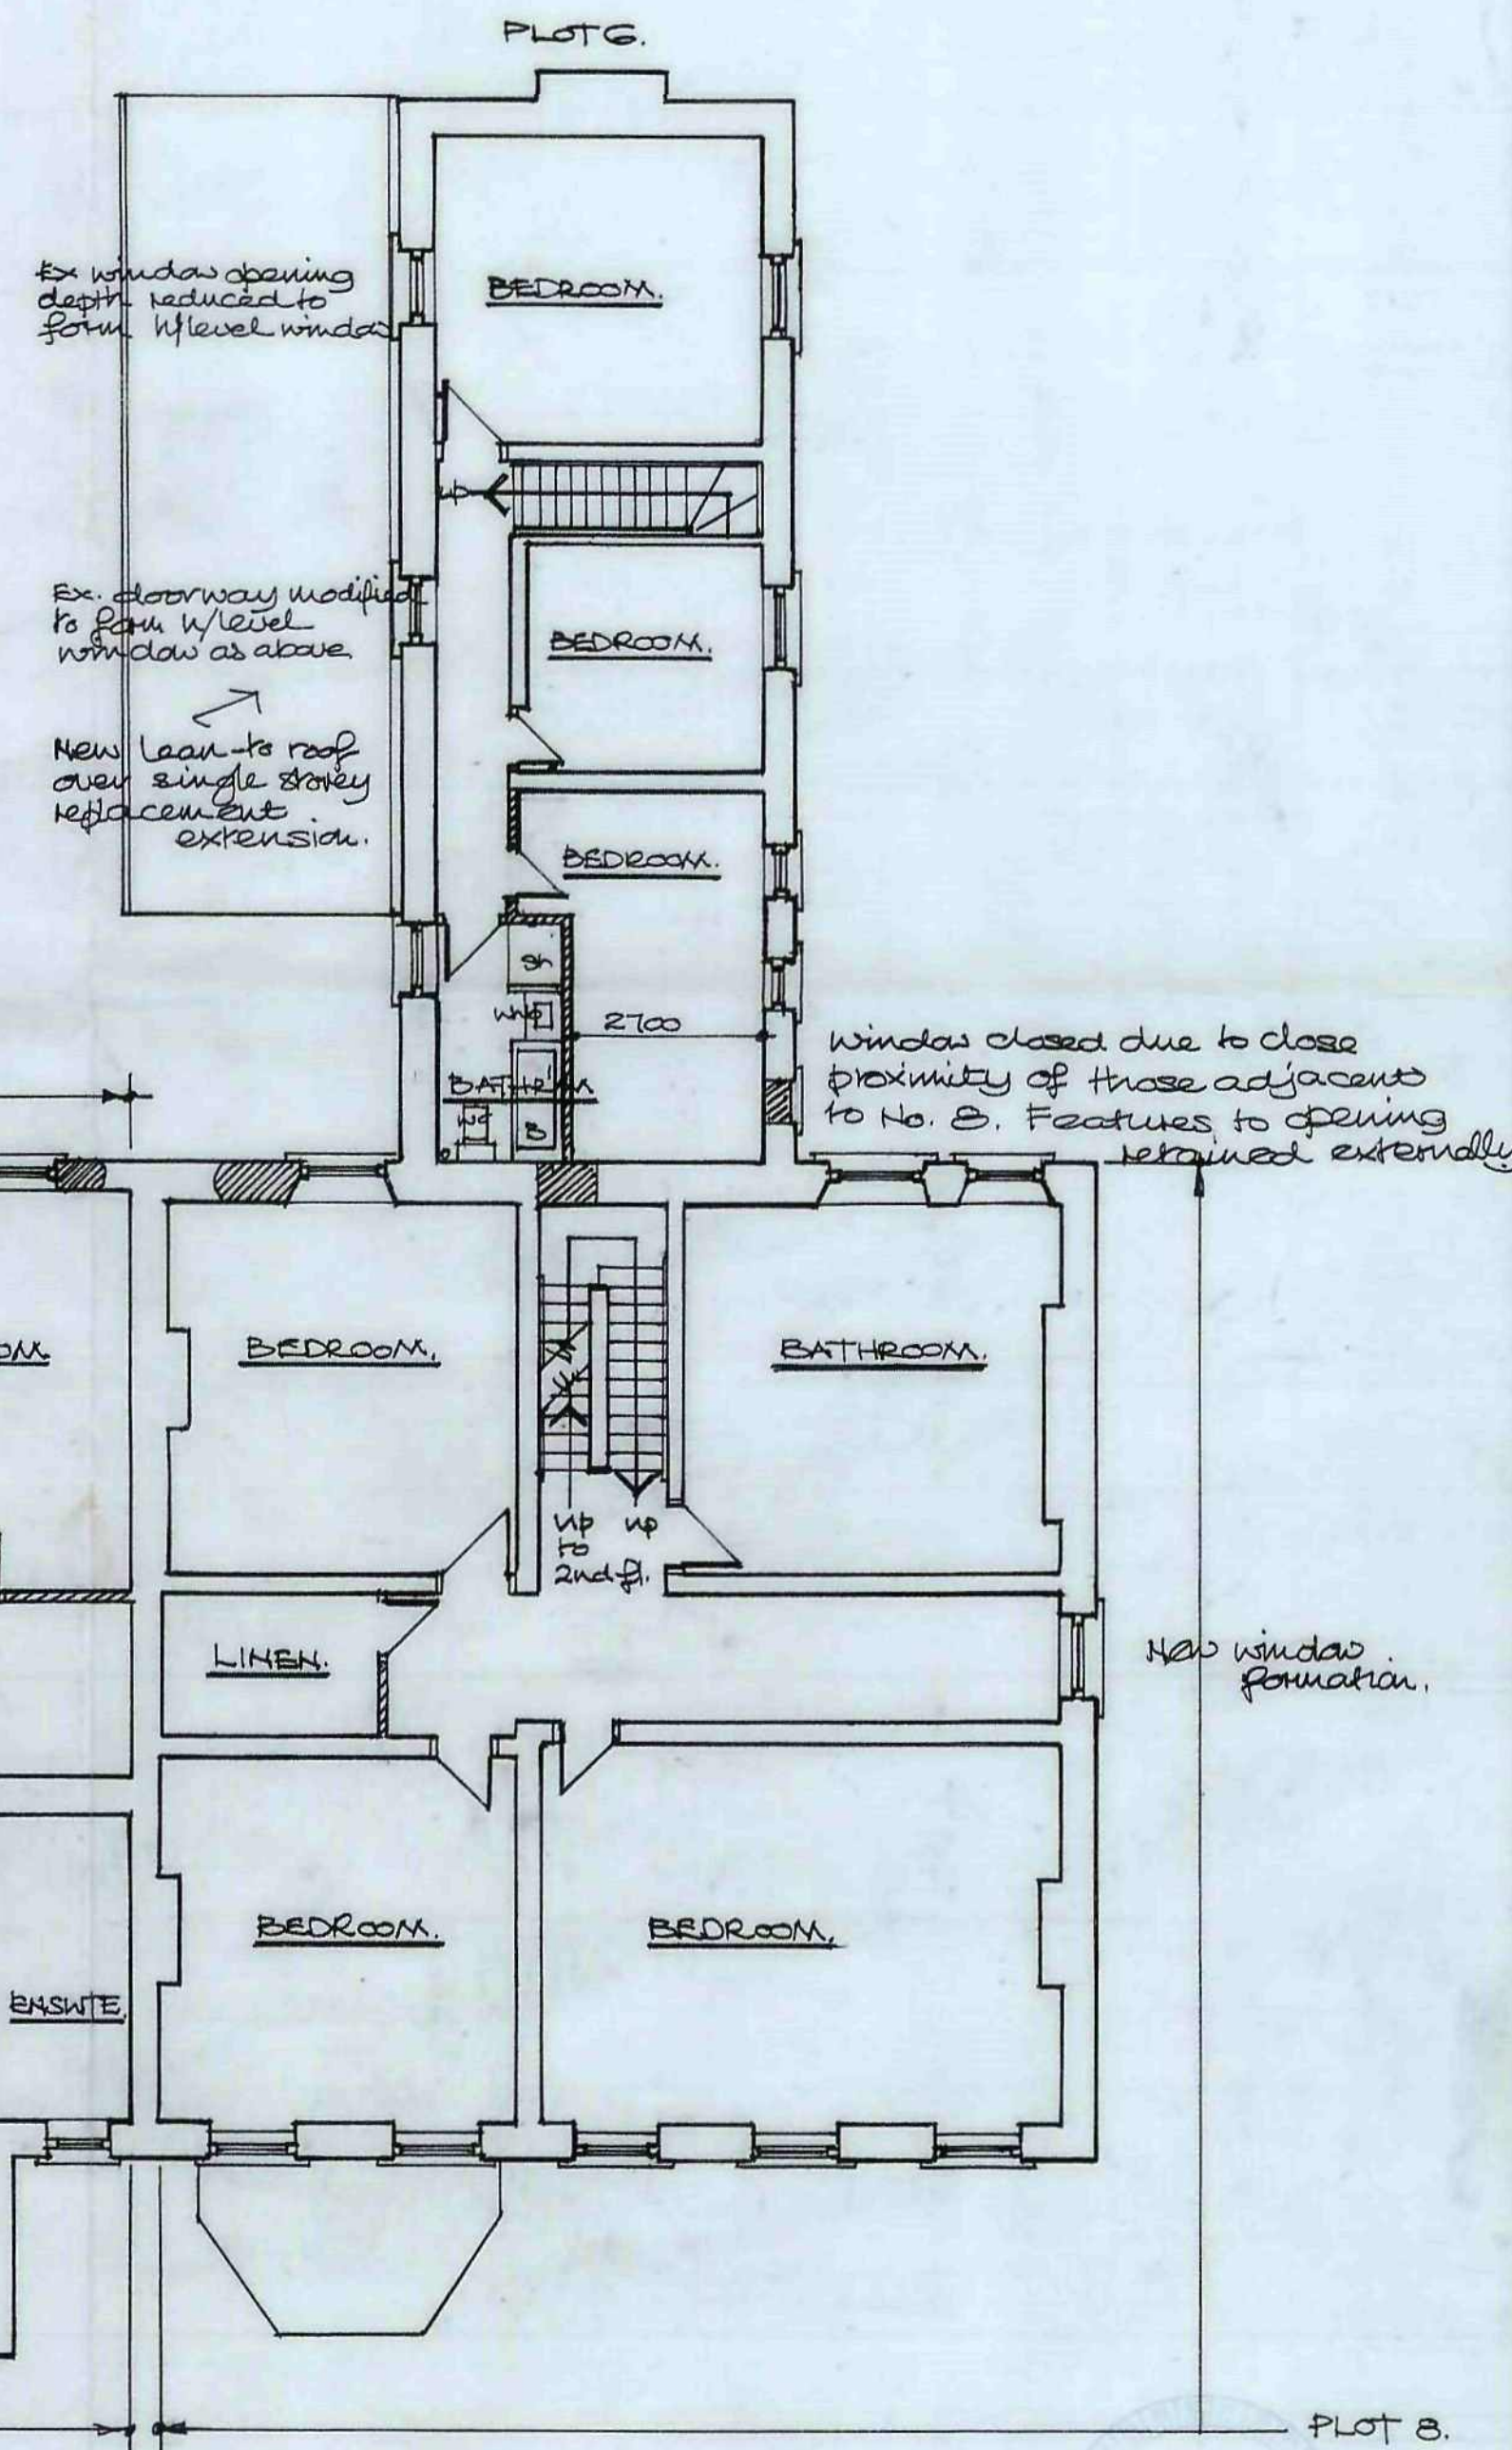 PLOT 6.
Ex window opening
depth reduced to
form h/level window
BEDROOM.
up
Ex. doorway modified
to form h/level
window as above.
BEDROOM.
New lean-to roof
over single storey
replacement
extension.
BEDROOM.
Sh
whb
2700
BATHR'M
wc
B
Window closed due to close
proximity of those adjacent
to No. 8. Features to opening
retained externally.
OM
BEDROOM.
BATHROOM.
up
to
2nd fl.
up
LINEN.
New window
formation.
BEDROOM.
BEDROOM.
ENSUITE.
PLOT 8.